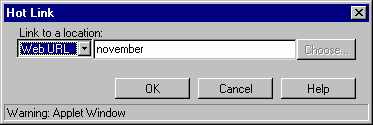 Hot Link
Link to a location:
Web URL november Choose...
OK Cancel Help
Warning: Applet Window